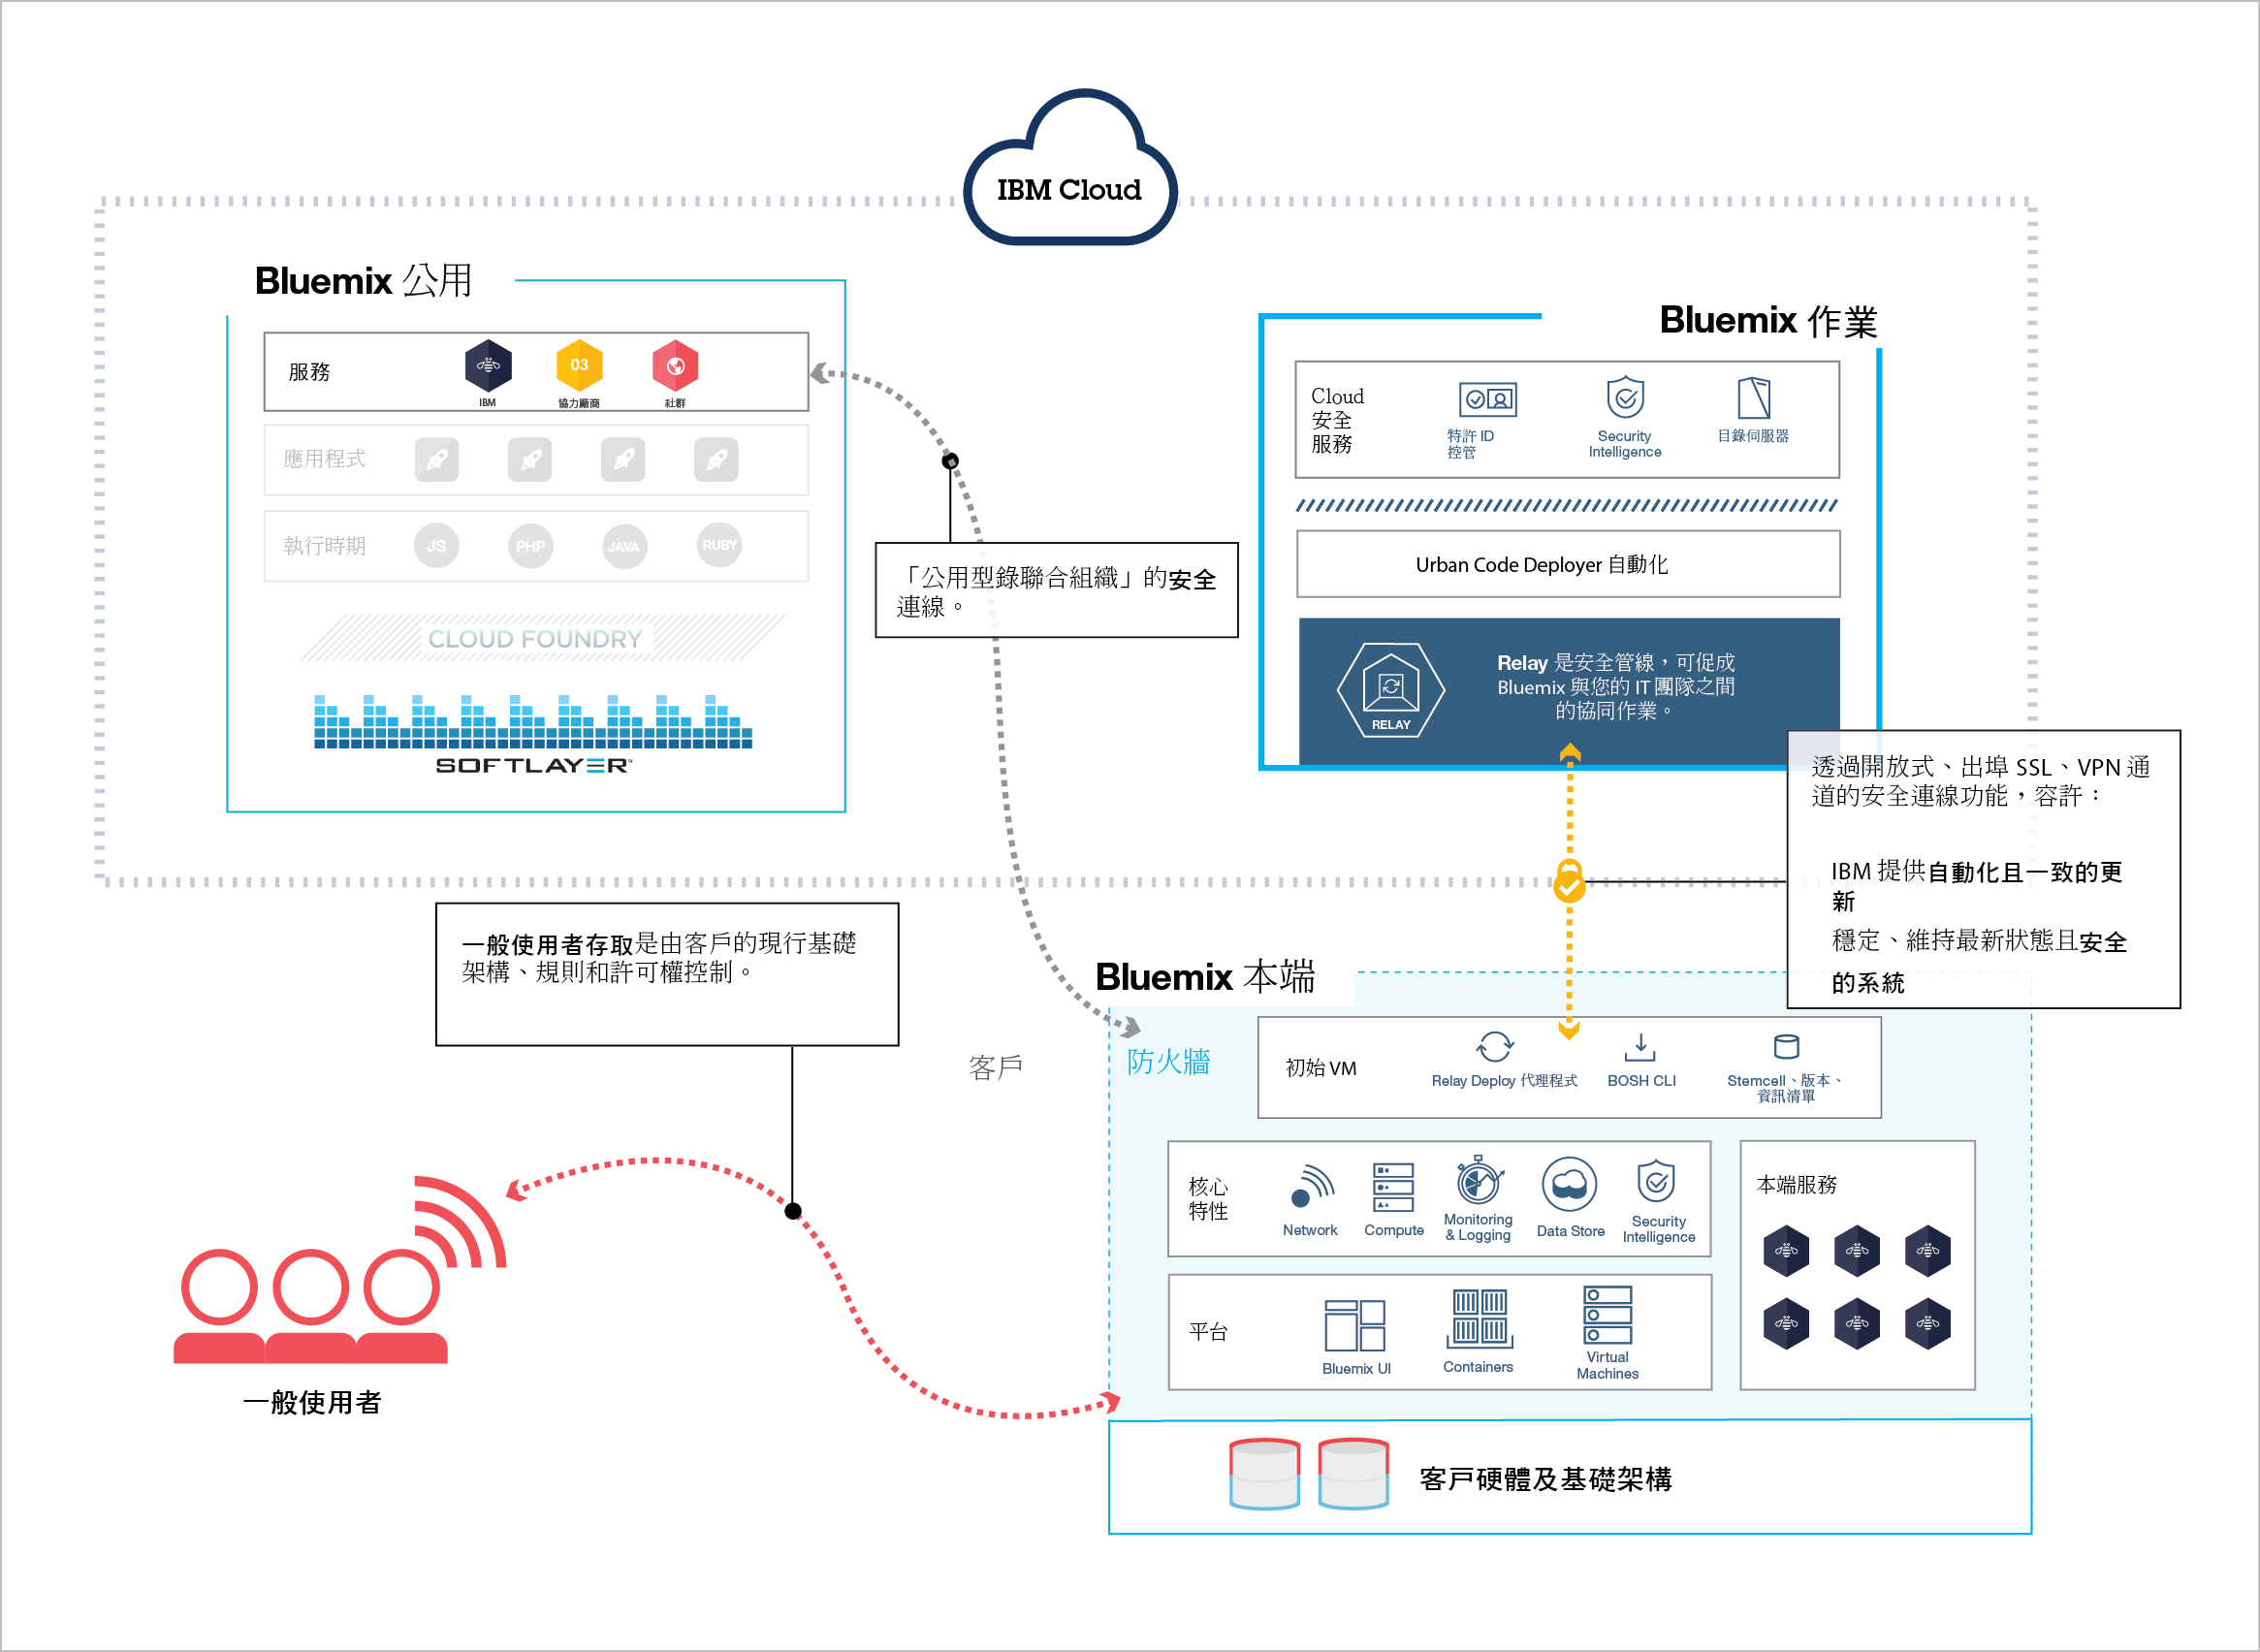 IBM Cloud
Bluemix 公用
服務
IBM
03
協力廠商
社群
應用程式
執行時期
JS
PHP
JAVA
RUBY
CLOUD FOUNDRY
SOFTLAYER
「公用型錄聯合組織」的安全
連線。
Bluemix 作業
Cloud
安全
服務
特許 ID
控管
Security
Intelligence
目錄伺服器
Urban Code Deployer 自動化
RELAY
Relay 是安全管線，可促成
Bluemix 與您的 IT 團隊之間
的協同作業。
透過開放式、出埠 SSL、VPN 通
道的安全連線功能，容許：
IBM 提供自動化且一致的更
新
穩定、維持最新狀態且安全
的系統
一般使用者存取是由客戶的現行基礎
架構、規則和許可權控制。
客戶
一般使用者
Bluemix 本端
防火牆
初始 VM
Relay Deploy 代理程式
BOSH CLI
Stemcell、版本、
資訊清單
核心
特性
Network
Compute
Monitoring
& Logging
Data Store
Security
Intelligence
本端服務
平台
Bluemix UI
Containers
Virtual
Machines
客戶硬體及基礎架構